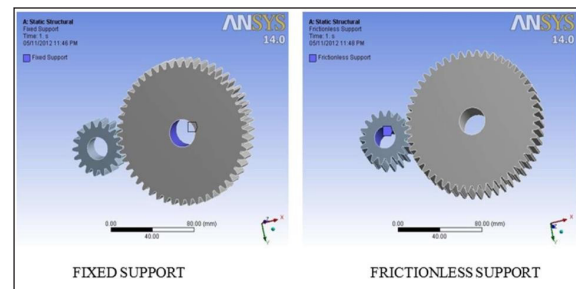 A: Static Structural
Fixed Support
Time: 1. s
05/11/2012 11:46 PM
Fixed Support
ANSYS
14.0
0.00
80.00 (mm)
40.00
X
Y
FIXED SUPPORT
A: Static Structural
Frictionless Support
Time: 1. s
05/11/2012 11:48 PM
Frictionless Support
ANSYS
14.0
0.00
80.00 (mm)
40.00
X
Y
FRICTIONLESS SUPPORT